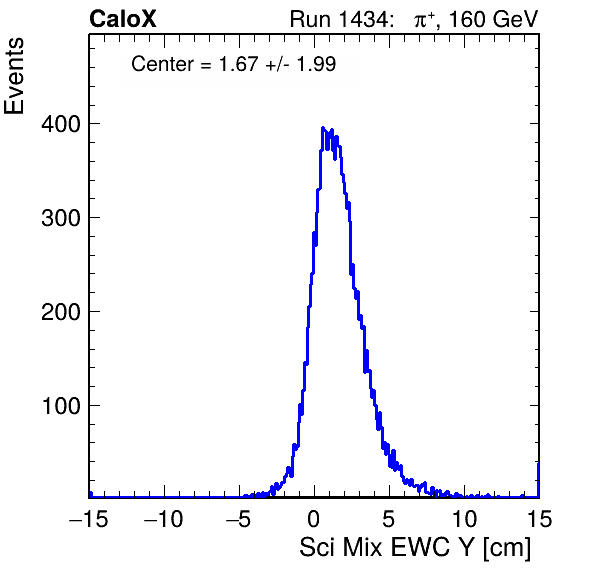 CaloX Run 1434: π⁺, 160 GeV
Center = 1.67 +/- 1.99
Events
400
300
200
100
−15 −10 −5 0 5 10 15
Sci Mix EWC Y [cm]